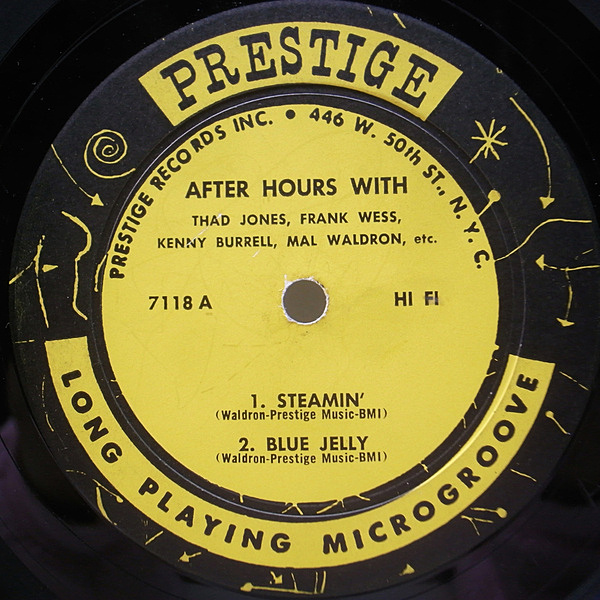 PRESTIGE
PRESTIGE RECORDS INC. • 446 W. 50th ST., N.Y.C.
AFTER HOURS WITH
THAD JONES, FRANK WESS,
KENNY BURRELL, MAL WALDRON, etc.
7118 A
HI FI
1. STEAMIN'
(Waldron-Prestige Music-BMI)
2. BLUE JELLY
(Waldron-Prestige Music-BMI)
LONG PLAYING MICROGROOVE